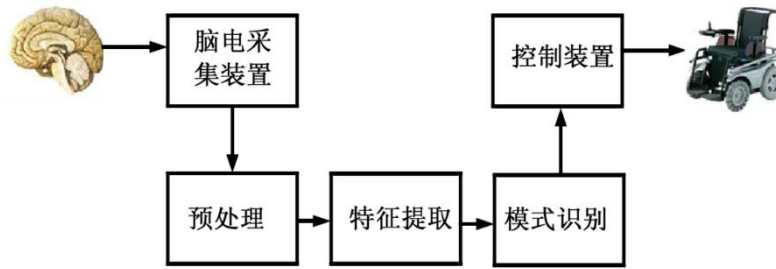 脑电采
集装置
控制装置
预处理
特征提取
模式识别